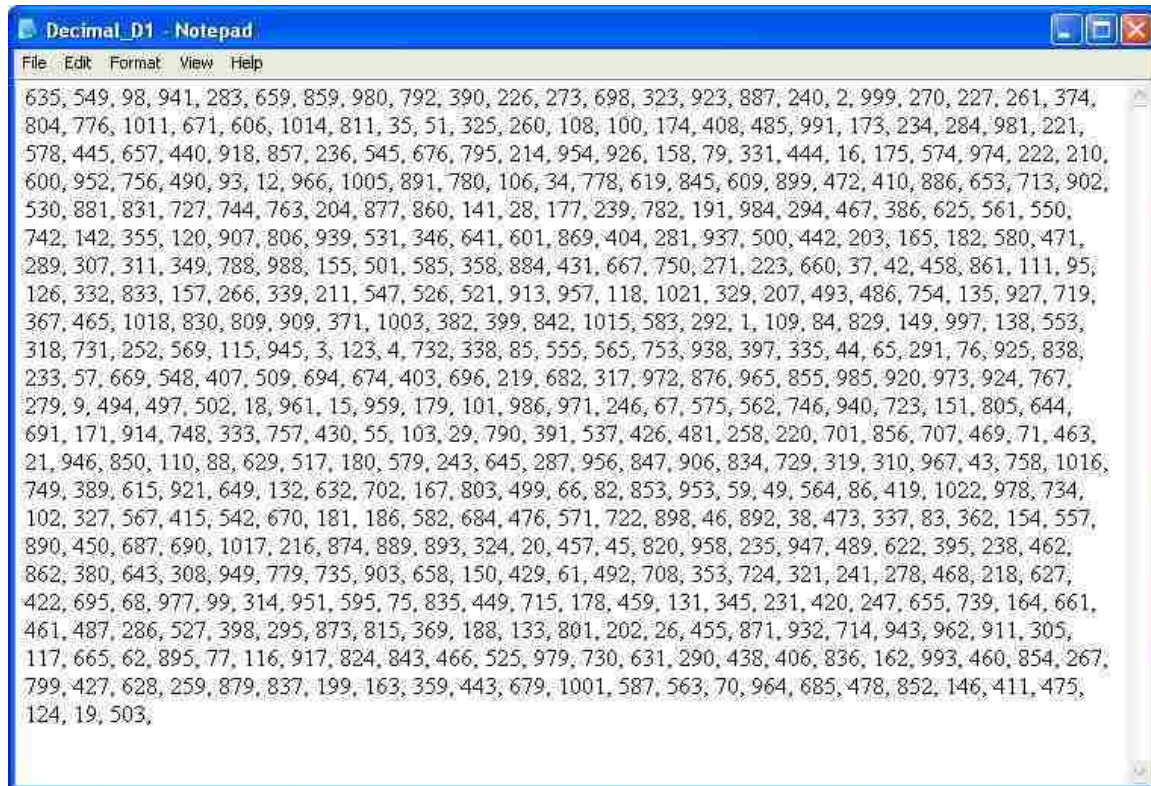 Decimal_D1 - Notepad
File Edit Format View Help
635, 549, 98, 941, 283, 659, 859, 980, 792, 390, 226, 273, 698, 323, 923, 887, 240, 2, 999, 270, 227, 261, 374,
804, 776, 1011, 671, 606, 1014, 811, 35, 51, 325, 260, 108, 100, 174, 408, 485, 991, 173, 234, 284, 981, 221,
578, 445, 657, 440, 918, 857, 236, 545, 676, 795, 214, 954, 926, 158, 79, 331, 444, 16, 175, 574, 974, 222, 210,
600, 952, 756, 490, 93, 12, 966, 1005, 891, 780, 106, 34, 778, 619, 845, 609, 899, 472, 410, 886, 653, 713, 902,
530, 881, 831, 727, 744, 763, 204, 877, 860, 141, 28, 177, 239, 782, 191, 984, 294, 467, 386, 625, 561, 550,
742, 142, 355, 120, 907, 806, 939, 531, 346, 641, 601, 869, 404, 281, 937, 500, 442, 203, 165, 182, 580, 471,
289, 307, 311, 349, 788, 988, 155, 501, 585, 358, 884, 431, 667, 750, 271, 223, 660, 37, 42, 458, 861, 111, 95,
126, 332, 833, 157, 266, 339, 211, 547, 526, 521, 913, 957, 118, 1021, 329, 207, 493, 486, 754, 135, 927, 719,
367, 465, 1018, 830, 809, 909, 371, 1003, 382, 399, 842, 1015, 583, 292, 1, 109, 84, 829, 149, 997, 138, 553,
318, 731, 252, 569, 115, 945, 3, 123, 4, 732, 338, 85, 555, 565, 753, 938, 397, 335, 44, 65, 291, 76, 925, 838,
233, 57, 669, 548, 407, 509, 694, 674, 403, 696, 219, 682, 317, 972, 876, 965, 855, 985, 920, 973, 924, 767,
279, 9, 494, 497, 502, 18, 961, 15, 959, 179, 101, 986, 971, 246, 67, 575, 562, 746, 940, 723, 151, 805, 644,
691, 171, 914, 748, 333, 757, 430, 55, 103, 29, 790, 391, 537, 426, 481, 258, 220, 701, 856, 707, 469, 71, 463,
21, 946, 850, 110, 88, 629, 517, 180, 579, 243, 645, 287, 956, 847, 906, 834, 729, 319, 310, 967, 43, 758, 1016,
749, 389, 615, 921, 649, 132, 632, 702, 167, 803, 499, 66, 82, 853, 953, 59, 49, 564, 86, 419, 1022, 978, 734,
102, 327, 567, 415, 542, 670, 181, 186, 582, 684, 476, 571, 722, 898, 46, 892, 38, 473, 337, 83, 362, 154, 557,
890, 450, 687, 690, 1017, 216, 874, 889, 893, 324, 20, 457, 45, 820, 958, 235, 947, 489, 622, 395, 238, 462,
862, 380, 643, 308, 949, 779, 735, 903, 658, 150, 429, 61, 492, 708, 353, 724, 321, 241, 278, 468, 218, 627,
422, 695, 68, 977, 99, 314, 951, 595, 75, 835, 449, 715, 178, 459, 131, 345, 231, 420, 247, 655, 739, 164, 661,
461, 487, 286, 527, 398, 295, 873, 815, 369, 188, 133, 801, 202, 26, 455, 871, 932, 714, 943, 962, 911, 305,
117, 665, 62, 895, 77, 116, 917, 824, 843, 466, 525, 979, 730, 631, 290, 438, 406, 836, 162, 993, 460, 854, 267,
799, 427, 628, 259, 879, 837, 199, 163, 359, 443, 679, 1001, 587, 563, 70, 964, 685, 478, 852, 146, 411, 475,
124, 19, 503,